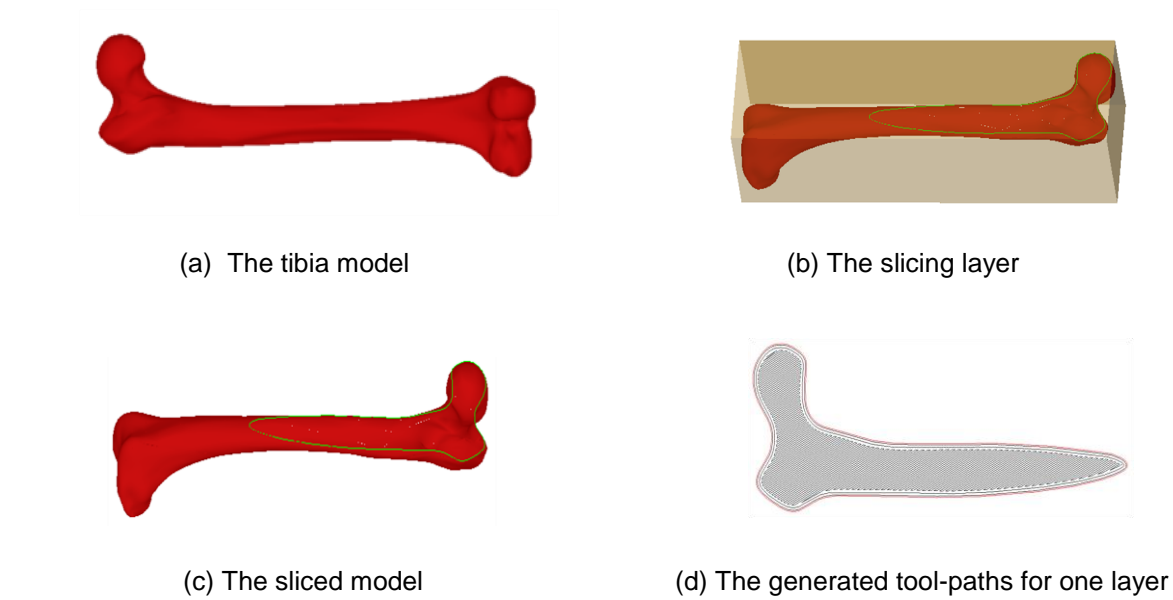 (a) The tibia model
(b) The slicing layer
(c) The sliced model
(d) The generated tool-paths for one layer